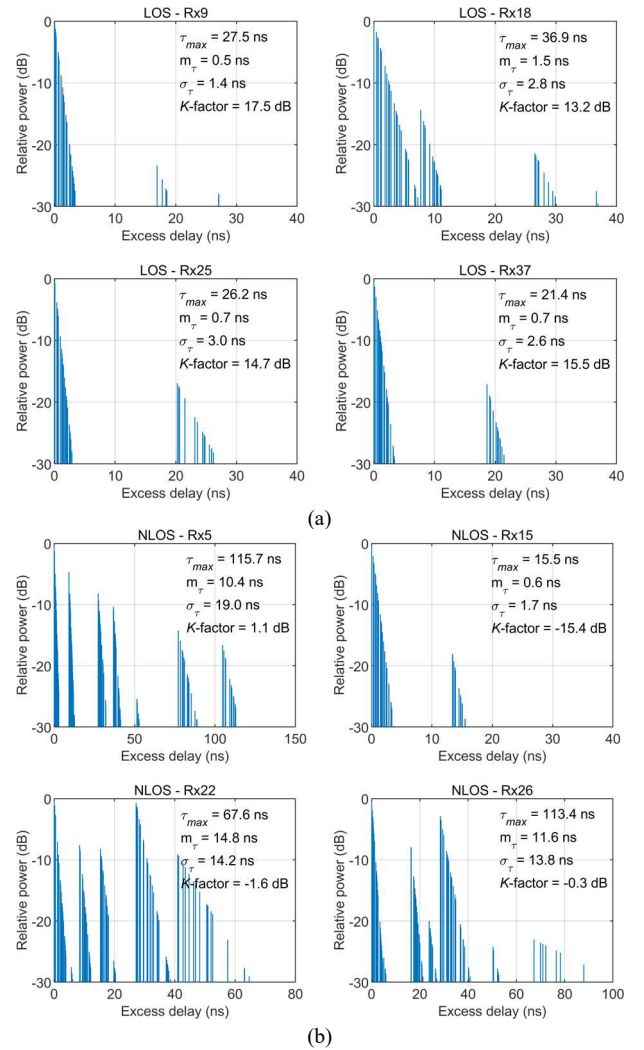 LOS - Rx9
τmax = 27.5 ns
mτ = 0.5 ns
στ = 1.4 ns
K-factor = 17.5 dB
Relative power (dB)
0
-10
-20
-30
0 10 20 30 40
Excess delay (ns)
LOS - Rx18
τmax = 36.9 ns
mτ = 1.5 ns
στ = 2.8 ns
K-factor = 13.2 dB
Relative power (dB)
0
-10
-20
-30
0 10 20 30 40
Excess delay (ns)
LOS - Rx25
τmax = 26.2 ns
mτ = 0.7 ns
στ = 3.0 ns
K-factor = 14.7 dB
Relative power (dB)
0
-10
-20
-30
0 10 20 30 40
Excess delay (ns)
LOS - Rx37
τmax = 21.4 ns
mτ = 0.7 ns
στ = 2.6 ns
K-factor = 15.5 dB
Relative power (dB)
0
-10
-20
-30
0 10 20 30 40
Excess delay (ns)
(a)
NLOS - Rx5
τmax = 115.7 ns
mτ = 10.4 ns
στ = 19.0 ns
K-factor = 1.1 dB
Relative power (dB)
0
-10
-20
-30
0 50 100 150
Excess delay (ns)
NLOS - Rx15
τmax = 15.5 ns
mτ = 0.6 ns
στ = 1.7 ns
K-factor = -15.4 dB
Relative power (dB)
0
-10
-20
-30
0 10 20 30 40
Excess delay (ns)
NLOS - Rx22
τmax = 67.6 ns
mτ = 14.8 ns
στ = 14.2 ns
K-factor = -1.6 dB
Relative power (dB)
0
-10
-20
-30
0 20 40 60 80
Excess delay (ns)
NLOS - Rx26
τmax = 113.4 ns
mτ = 11.6 ns
στ = 13.8 ns
K-factor = -0.3 dB
Relative power (dB)
0
-10
-20
-30
0 20 40 60 80 100
Excess delay (ns)
(b)